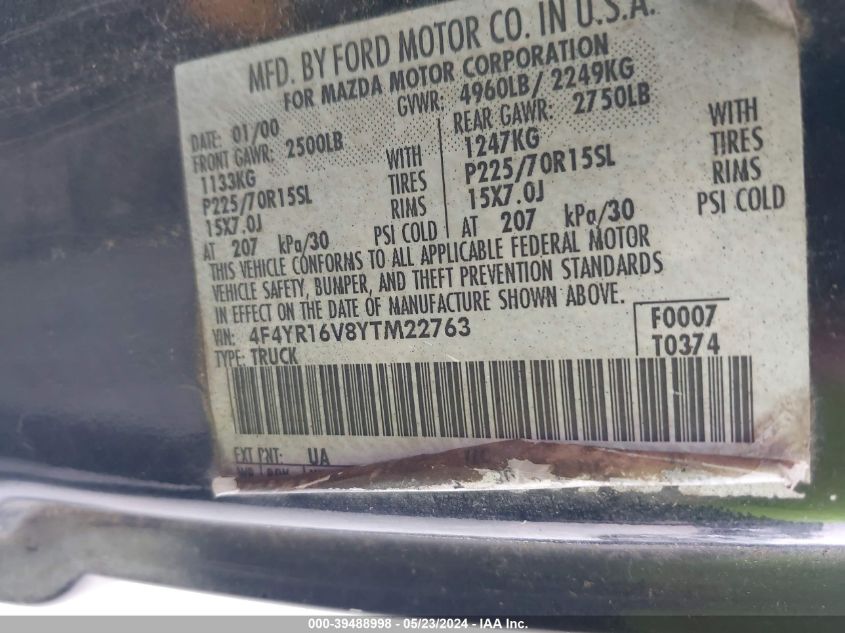 MFD. BY FORD MOTOR CO. IN U.S.A.
FOR MAZDA MOTOR CORPORATION
DATE: 01/00 GVWR: 4960LB/ 2249KG
FRONT GAWR: 2500LB REAR GAWR: 2750LB
1133KG WITH 1247KG WITH
P225/70R15SL TIRES P225/70R15SL TIRES
15X7.0J RIMS 15X7.0J RIMS
AT 207 kPa/30 PSI COLD AT 207 kPa/30 PSI COLD
THIS VEHICLE CONFORMS TO ALL APPLICABLE FEDERAL MOTOR
VEHICLE SAFETY, BUMPER, AND THEFT PREVENTION STANDARDS
IN EFFECT ON THE DATE OF MANUFACTURE SHOWN ABOVE.
VIN: 4F4YR16V8YTM22763 F0007
TYPE: TRUCK T0374
EXT PNT: UA
000-39488998 - 05/23/2024 - IAA Inc.